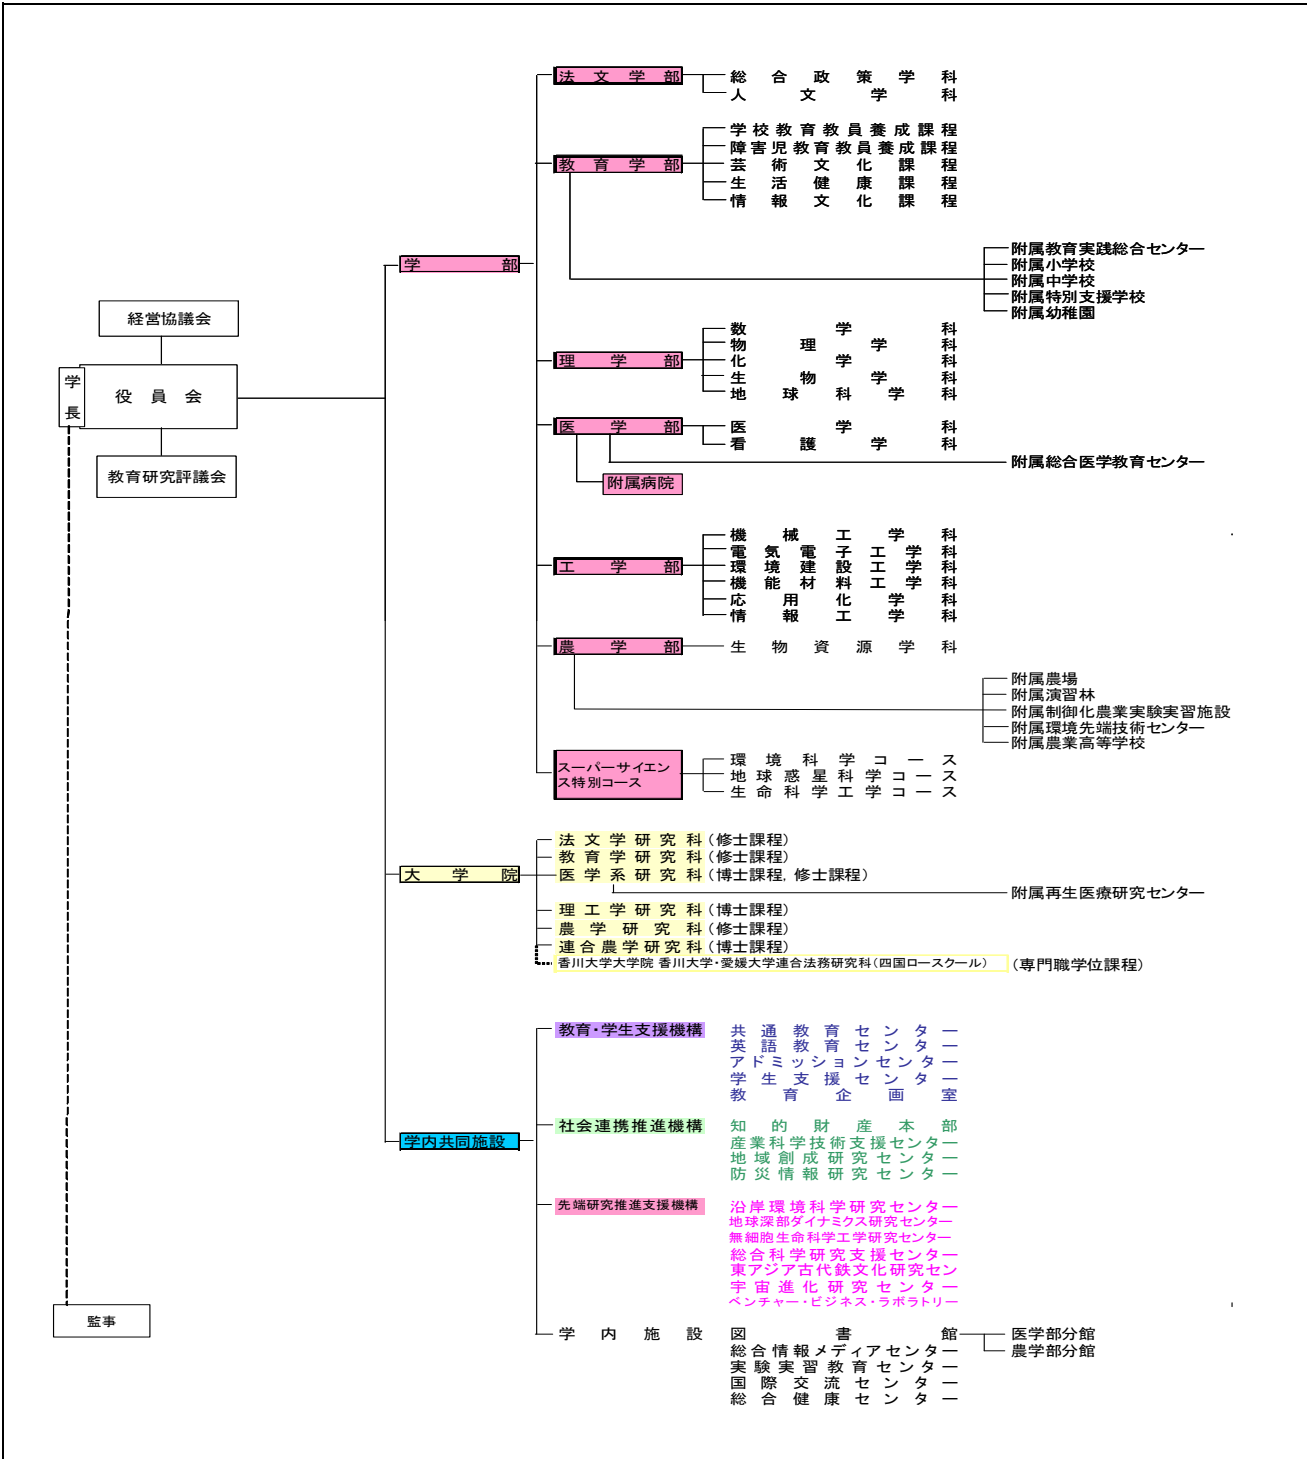 法文学部
総合政策学科
人文学科
教育学部
学校教育教員養成課程
障害児教育教員養成課程
芸術文化課程
生活健康課程
情報文化課程
附属教育実践総合センター
附属小学校
附属中学校
附属特別支援学校
附属幼稚園
学部
経営協議会
学長
役員会
教育研究評議会
理学部
数学科
物理学科
化学科
生物学科
地球科学科
医学部
医学科
看護学科
附属総合医学教育センター
附属病院
工学部
機械工学科
電気電子工学科
環境建設工学科
機能材料工学科
応用化学科
情報工学科
農学部
生物資源学科
附属農場
附属演習林
附属制御化農業実験実習施設
附属環境先端技術センター
附属農業高等学校
スーパーサイエン
ス特別コース
環境科学コース
地球惑星科学コース
生命科学工学コース
大学院
法文学研究科(修士課程)
教育学研究科(修士課程)
医学系研究科(博士課程, 修士課程)
附属再生医療研究センター
理工学研究科(博士課程)
農学研究科(修士課程)
連合農学研究科(博士課程)
香川大学大学院 香川大学・愛媛大学連合法務研究科(四国ロースクール) (専門職学位課程)
学内共同施設
教育・学生支援機構
共通教育センター
英語教育センター
アドミッションセンター
学生支援センター
教育企画室
社会連携推進機構
知的財産本部
産業科学技術支援センター
地域創成研究センター
防災情報研究センター
先端研究推進支援機構
沿岸環境科学研究センター
地球深部ダイナミクス研究センター
無細胞生命科学工学研究センター
総合科学研究支援センター
東アジア古代鉄文化研究セン
宇宙進化研究センター
ベンチャー・ビジネス・ラボラトリー
監事
学内施設
図書館
医学部分館
農学部分館
総合情報メディアセンター
実験実習教育センター
国際交流センター
総合健康センター